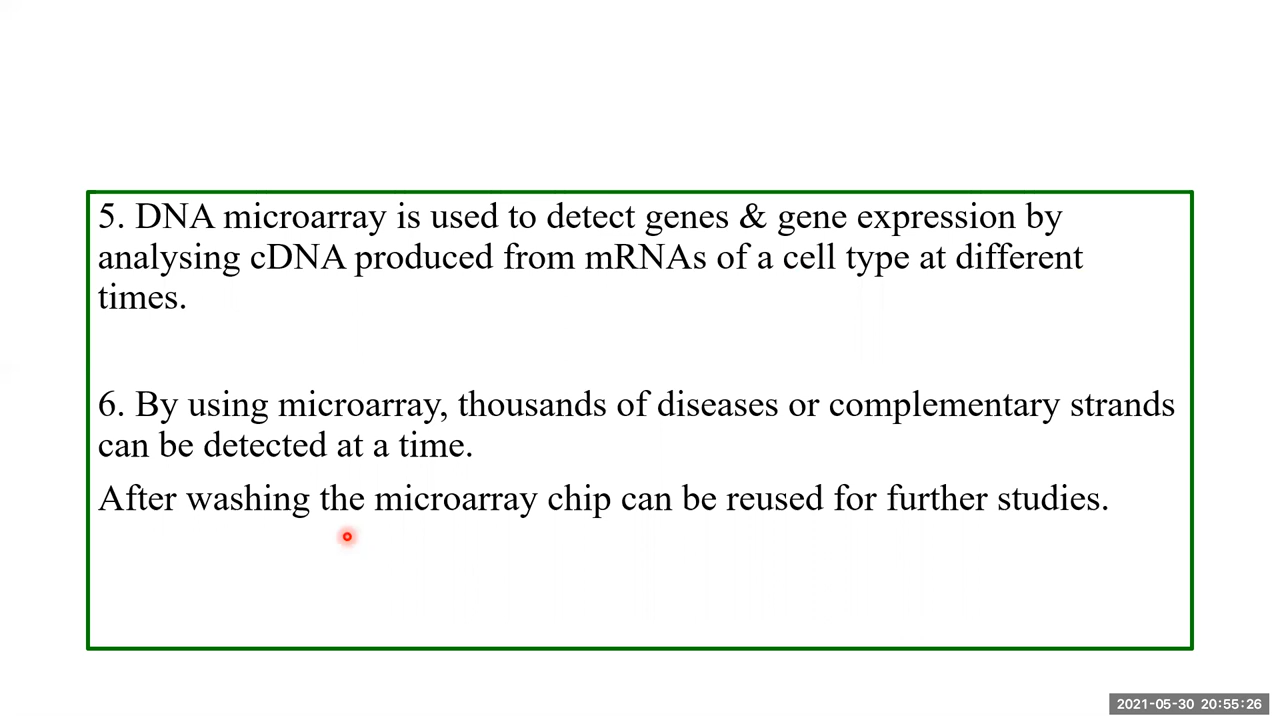 5. DNA microarray is used to detect genes & gene expression by
analysing cDNA produced from mRNAs of a cell type at different
times.
6. By using microarray, thousands of diseases or complementary strands
can be detected at a time.
After washing the microarray chip can be reused for further studies.
2021-05-30 20:55:26